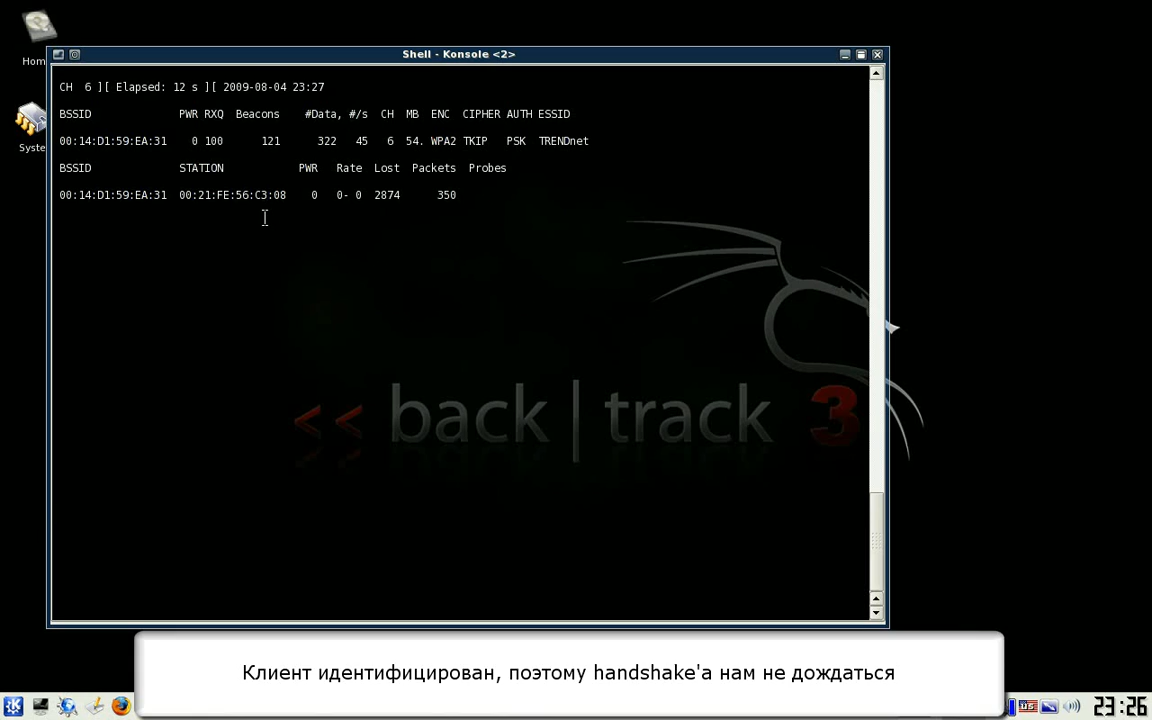 Hom
Syste
Shell - Konsole <2>
CH 6 ][ Elapsed: 12 s ][ 2009-08-04 23:27
BSSID PWR RXQ Beacons #Data, #/s CH MB ENC CIPHER AUTH ESSID
00:14:D1:59:EA:31 0 100 121 322 45 6 54. WPA2 TKIP PSK TRENDnet
BSSID STATION PWR Rate Lost Packets Probes
00:14:D1:59:EA:31 00:21:FE:56:C3:08 0 0- 0 2874 350
<< back | track 3
Клиент идентифицирован, поэтому handshake'а нам не дождаться
us
23:26